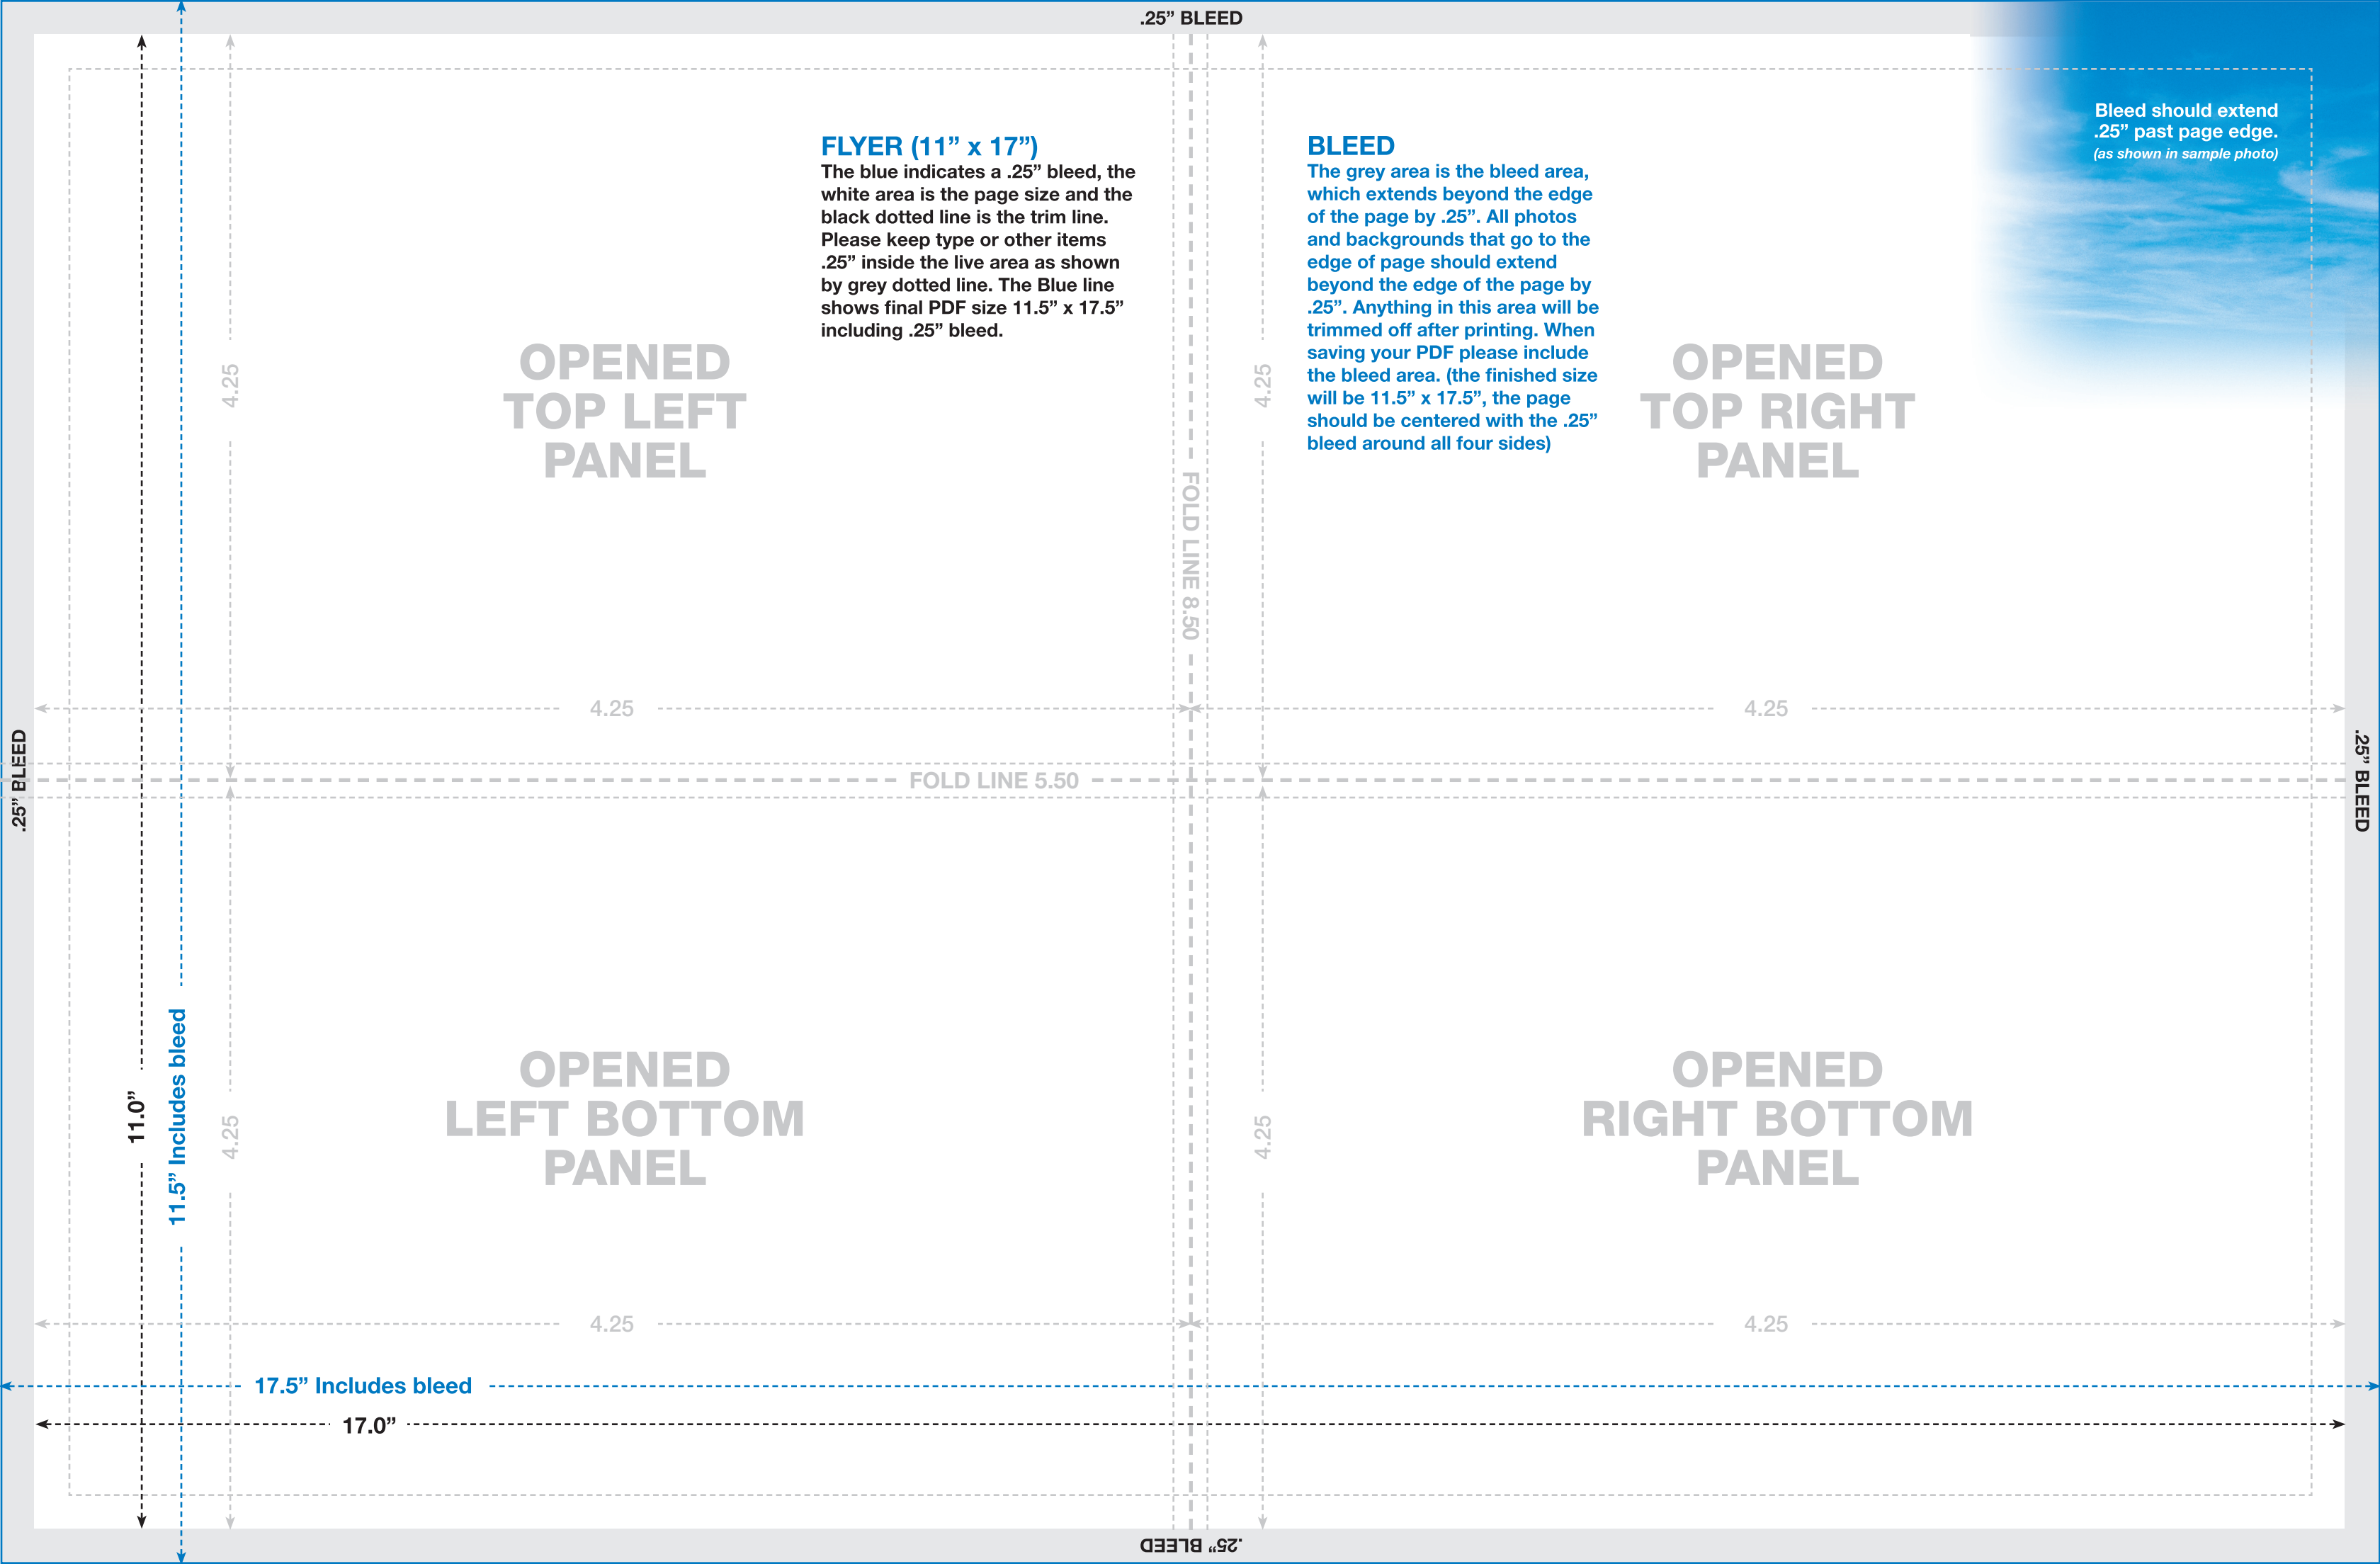 .25” BLEED
Bleed should extend
.25” past page edge.
(as shown in sample photo)
FLYER (11” x 17”)
The blue indicates a .25” bleed, the
white area is the page size and the
black dotted line is the trim line.
Please keep type or other items
.25” inside the live area as shown
by grey dotted line. The Blue line
shows final PDF size 11.5” x 17.5”
including .25” bleed.
BLEED
The grey area is the bleed area,
which extends beyond the edge
of the page by .25”. All photos
and backgrounds that go to the
edge of page should extend
beyond the edge of the page by
.25”. Anything in this area will be
trimmed off after printing. When
saving your PDF please include
the bleed area. (the finished size
will be 11.5” x 17.5”, the page
should be centered with the .25”
bleed around all four sides)
4.25
OPENED
TOP LEFT
PANEL
4.25
OPENED
TOP RIGHT
PANEL
FOLD LINE 8.50
4.25
4.25
.25” BLEED
FOLD LINE 5.50
.25” BLEED
11.0”
11.5” Includes bleed
4.25
OPENED
LEFT BOTTOM
PANEL
4.25
OPENED
RIGHT BOTTOM
PANEL
4.25
4.25
17.5” Includes bleed
17.0”
.25” BLEED